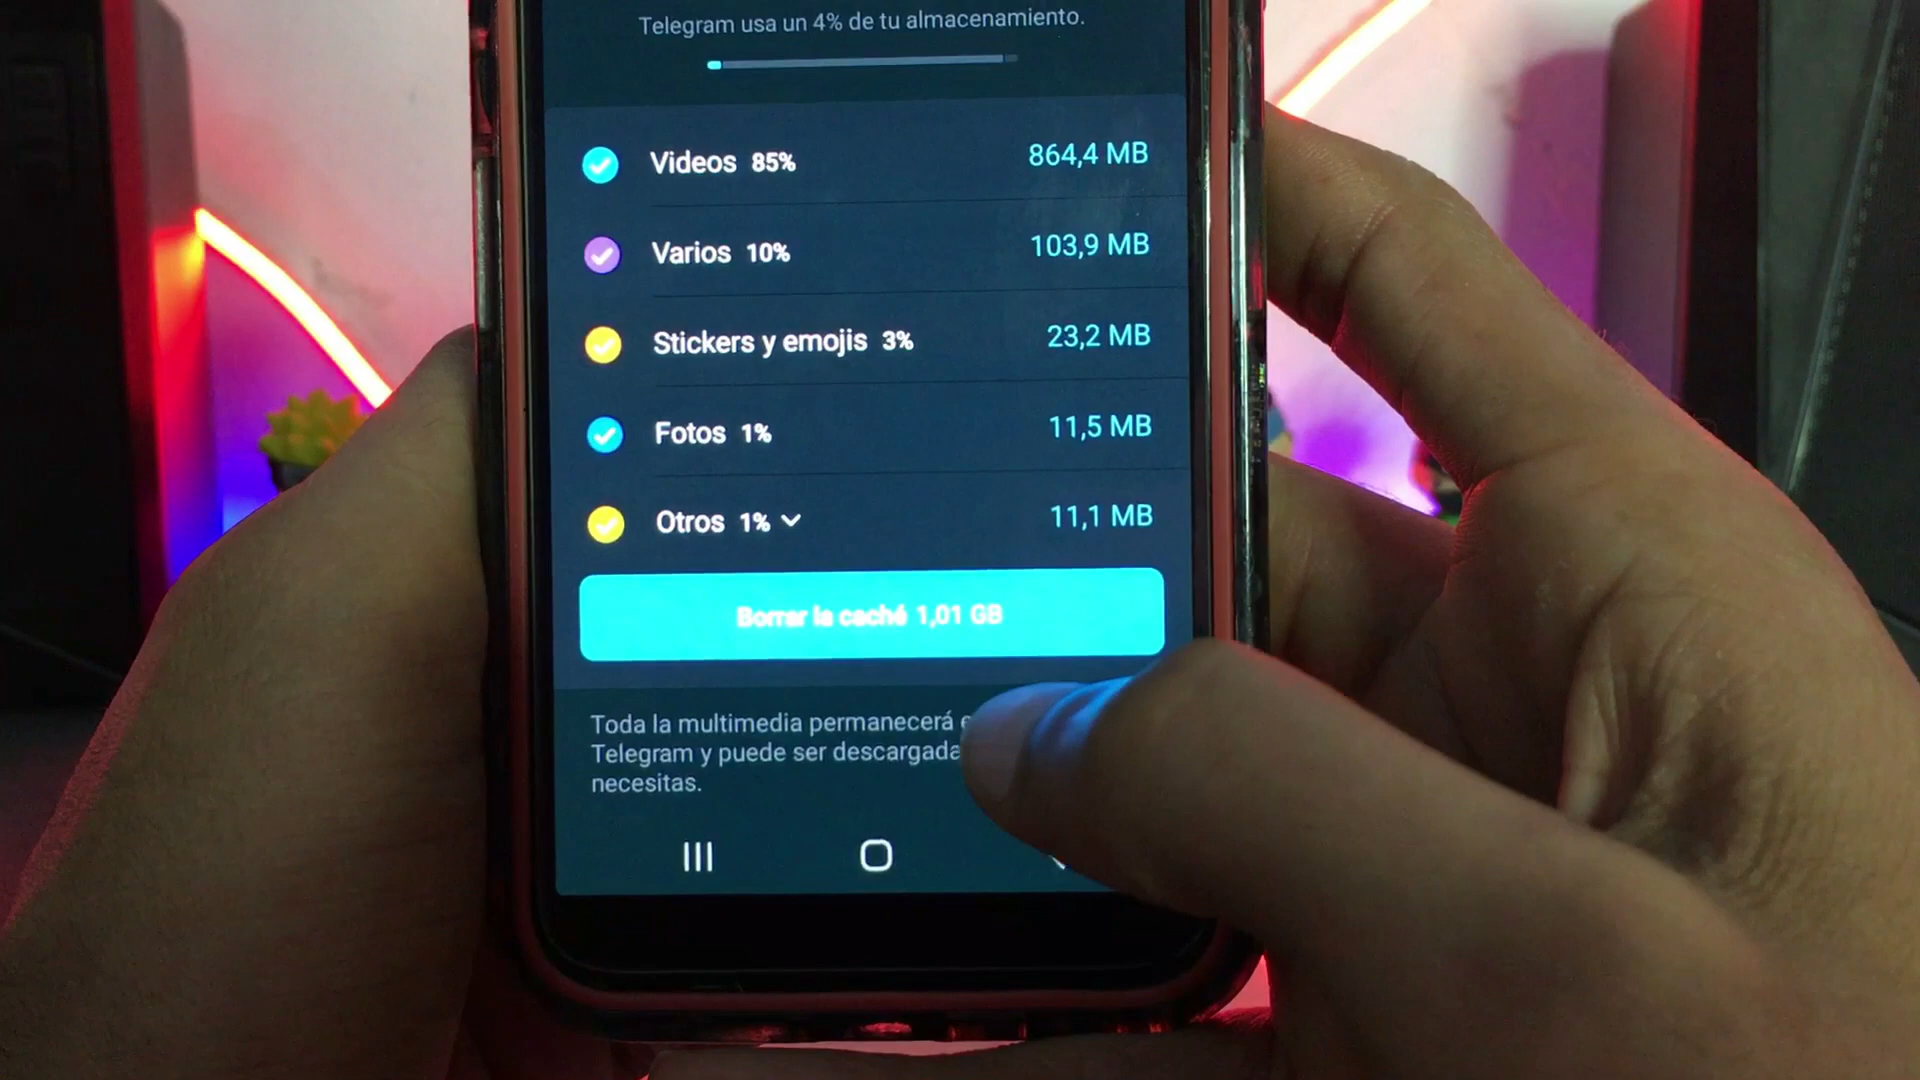 Telegram usa un 4% de tu almacenamiento.
Videos 85% 864,4 MB
Varios 10% 103,9 MB
Stickers y emojis 3% 23,2 MB
Fotos 1% 11,5 MB
Otros 1% 11,1 MB
Borrar la caché 1,01 GB
Toda la multimedia permanecerá
Telegram y puede ser descargada
necesitas.